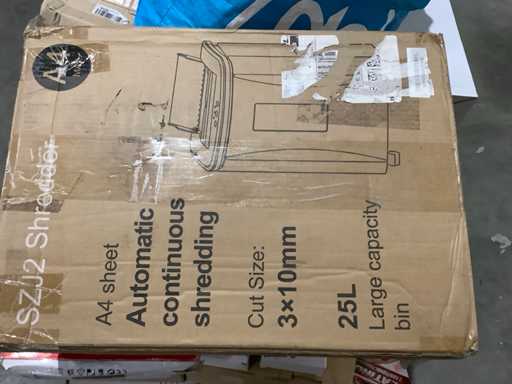 SZJ2 Shredder
A4 sheet
Automatic
continuous
shredding
Cut Size:
3×10mm
25L
Large capacity
bin